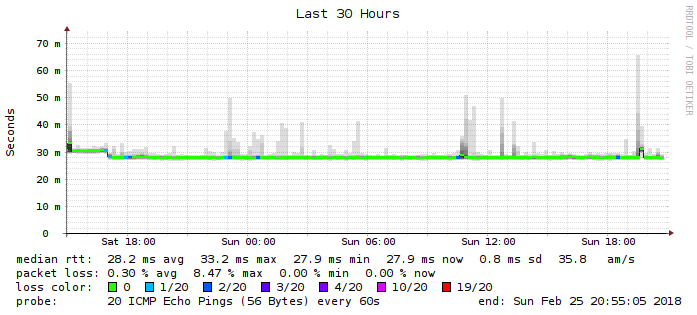 Last 30 Hours
RRDTOOL / TOBI OETIKER
Seconds
70 m
60 m
50 m
40 m
30 m
20 m
10 m
0
Sat 18:00 Sun 00:00 Sun 06:00 Sun 12:00 Sun 18:00
median rtt: 28.2 ms avg 33.2 ms max 27.9 ms min 27.9 ms now 0.8 ms sd 35.8 am/s
packet loss: 0.30 % avg 8.47 % max 0.00 % min 0.00 % now
loss color: 0 1/20 2/20 3/20 4/20 10/20 19/20
probe: 20 ICMP Echo Pings (56 Bytes) every 60s end: Sun Feb 25 20:55:05 2018